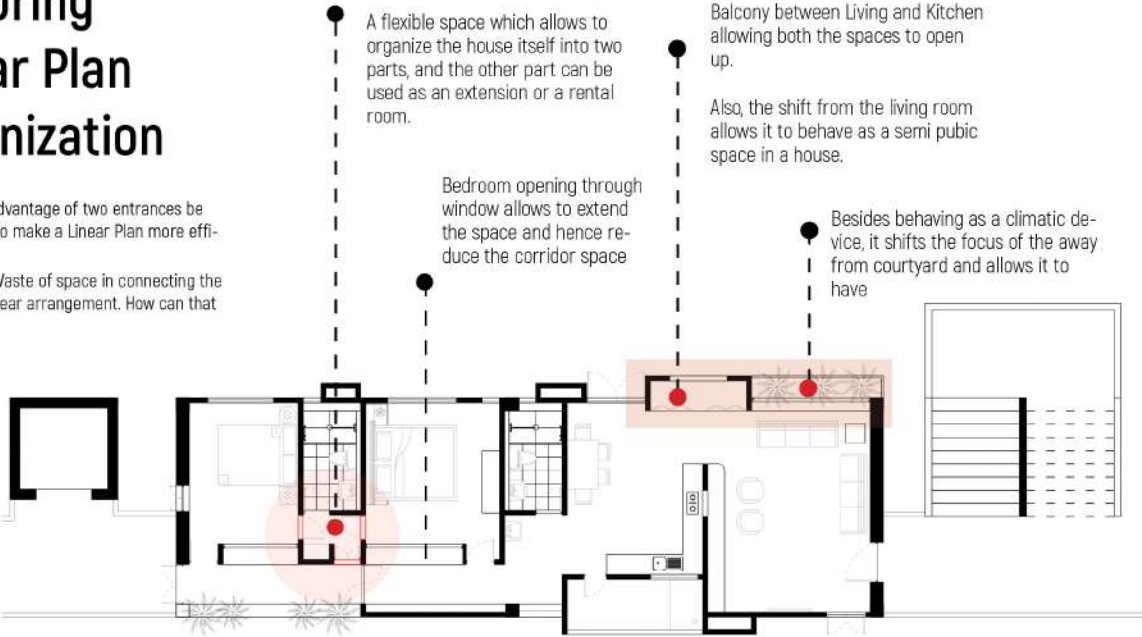 oring
ar Plan
nization
dvantage of two entrances be
o make a Linear Plan more effi-
Waste of space in connecting the
ear arrangement. How can that
A flexible space which allows to
organize the house itself into two
parts, and the other part can be
used as an extension or a rental
room.
Bedroom opening through
window allows to extend
the space and hence re-
duce the corridor space
Balcony between Living and Kitchen
allowing both the spaces to open
up.
Also, the shift from the living room
allows it to behave as a semi pubic
space in a house.
Besides behaving as a climatic de-
vice, it shifts the focus of the away
from courtyard and allows it to
have